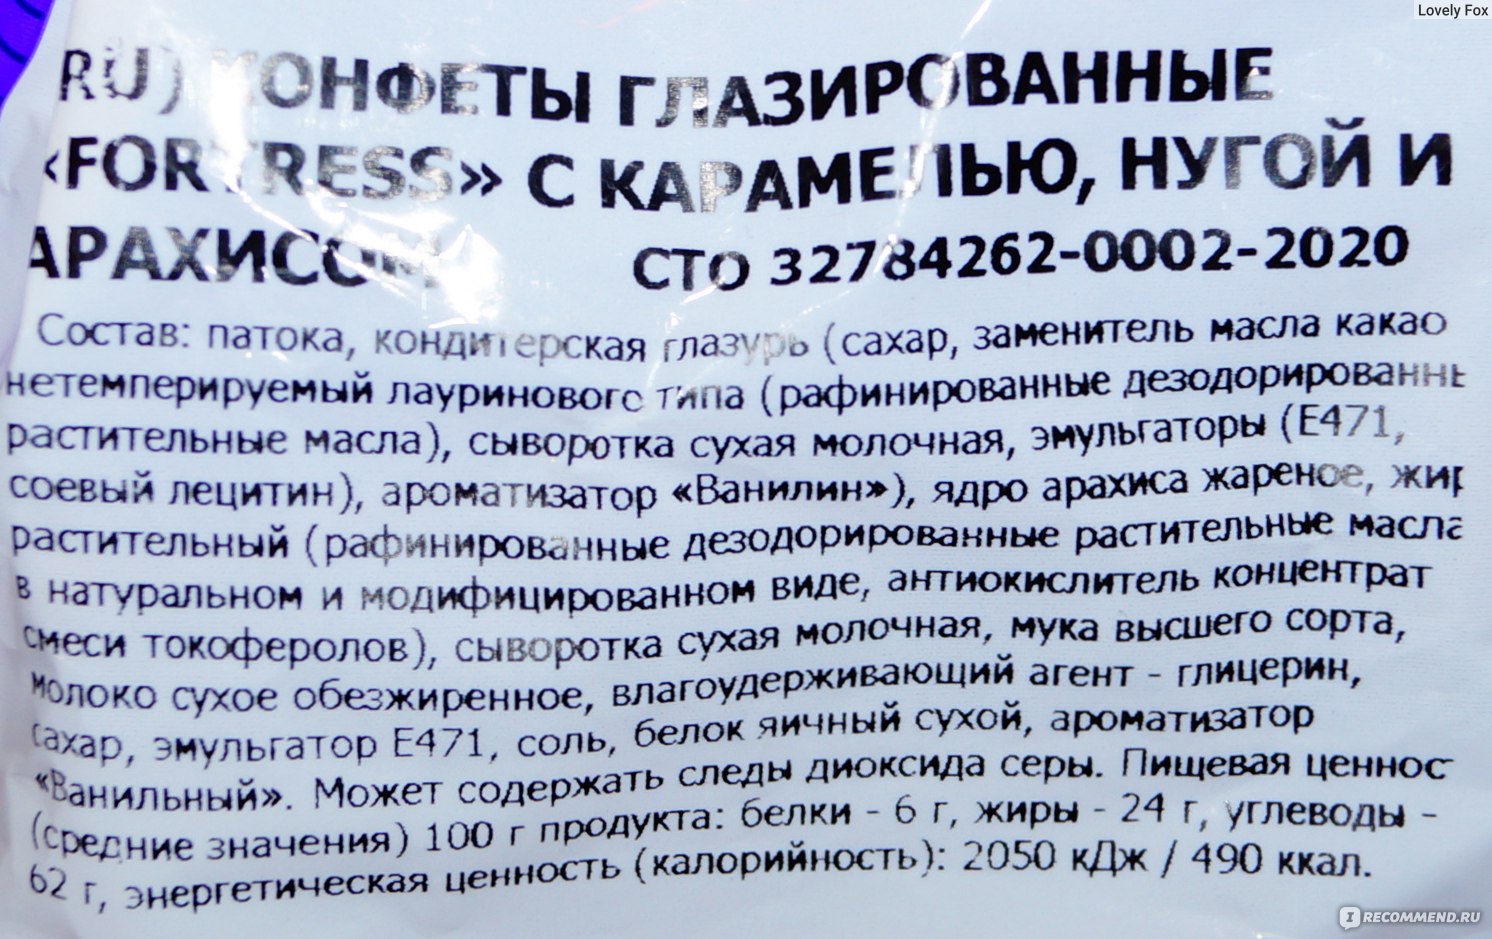 Lovely Fox
RU) КОНФЕТЫ ГЛАЗИРОВАННЫЕ
«FORTRESS» С КАРАМЕЛЬЮ, НУГОЙ И
АРАХИСОМ СТО 32784262-0002-2020
Состав: патока, кондитерская глазурь (сахар, заменитель масла какао
нетемперируемый лауринового типа (рафинированные дезодорированны
растительные масла), сыворотка сухая молочная, эмульгаторы (Е471,
соевый лецитин), ароматизатор «Ванилин»), ядро арахиса жареное, жир
растительный (рафинированные дезодорированные растительные масла
в натуральном и модифицированном виде, антиокислитель концентрат
смеси токоферолов), сыворотка сухая молочная, мука высшего сорта,
молоко сухое обезжиренное, влагоудерживающий агент - глицерин,
сахар, эмульгатор Е471, соль, белок яичный сухой, ароматизатор
«Ванильный». Может содержать следы диоксида серы. Пищевая ценнос
(средние значения) 100 г продукта: белки - 6 г, жиры - 24 г, углеводы -
62 г, энергетическая ценность (калорийность): 2050 кДж / 490 ккал.
IRECOMMEND.RU